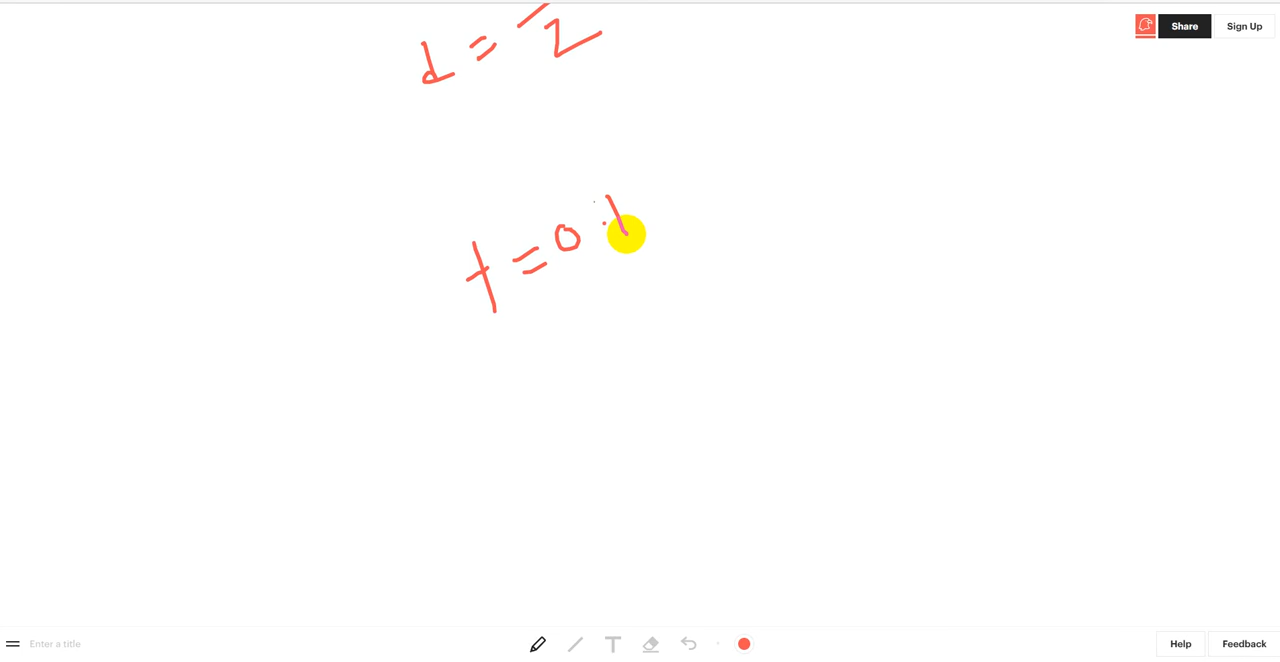 Share
Sign Up
d = 2
t = 0.1
Enter a title
T
Help
Feedback